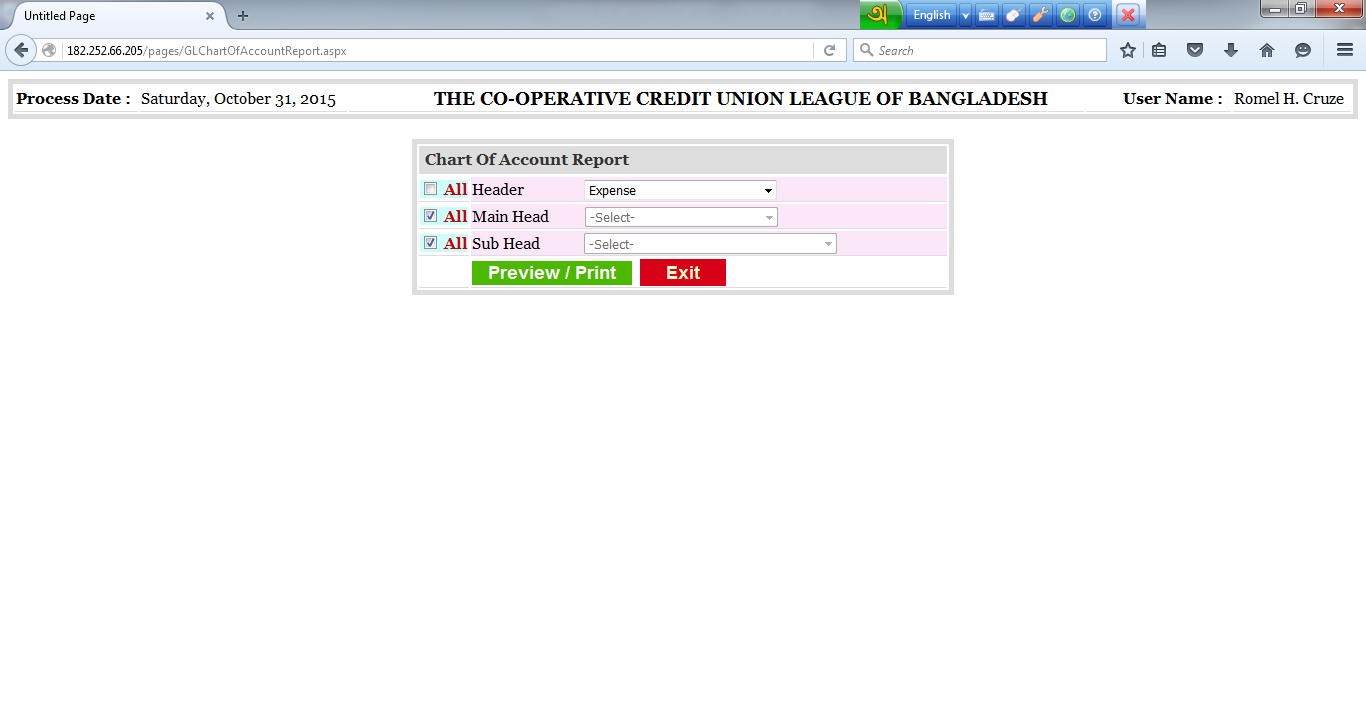 Untitled Page
অ English
182.252.66.205/pages/GLChartOfAccountReport.aspx
Search
Process Date : Saturday, October 31, 2015 THE CO-OPERATIVE CREDIT UNION LEAGUE OF BANGLADESH User Name : Romel H. Cruze
Chart Of Account Report
All Header Expense
All Main Head -Select-
All Sub Head -Select-
Preview / Print Exit